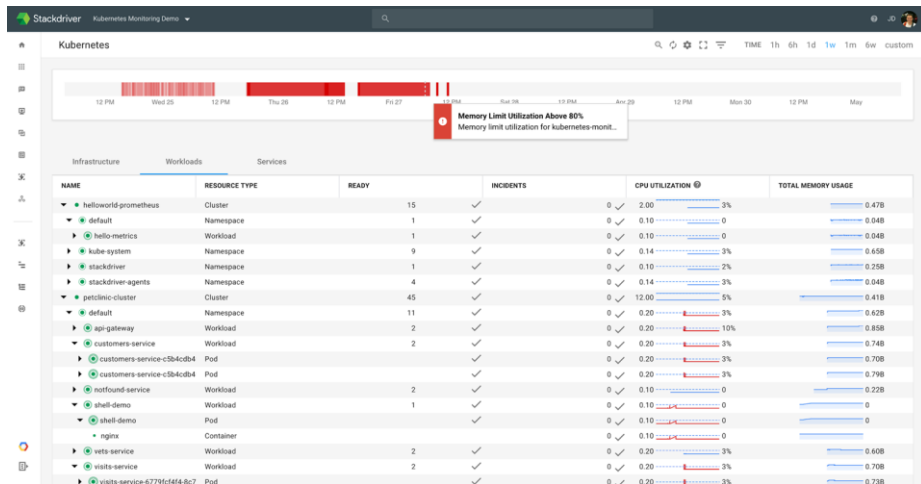 Stackdriver Kubernetes Monitoring Demo JD
Kubernetes TIME 1h 6h 1d 1w 1m 6w custom
12 PM Wed 25 12 PM Thu 26 12 PM Fri 27 12 PM Sat 28 12 PM Apr 29 12 PM Mon 30 12 PM May
Memory Limit Utilization Above 80%
Memory limit utilization for kubernetes-monit...
Infrastructure Workloads Services
NAME RESOURCE TYPE READY INCIDENTS CPU UTILIZATION TOTAL MEMORY USAGE
helloworld-prometheus Cluster 15 0 2.00 3% 0.47B
default Namespace 1 0 0.10 0 0.04B
hello-metrics Workload 1 0 0.10 0 0.04B
kube-system Namespace 9 0 0.14 3% 0.65B
stackdriver Namespace 1 0 0.10 2% 0.25B
stackdriver-agents Namespace 4 0 0.14 3% 0.04B
petclinic-cluster Cluster 45 0 12.00 5% 0.41B
default Namespace 11 0 0.20 3% 0.62B
api-gateway Workload 2 0 0.20 10% 0.85B
customers-service Workload 2 0 0.20 3% 0.74B
customers-service-c5b4cdb4 Pod 0 0.20 3% 0.70B
customers-service-c5b4cdb4 Pod 0 0.20 3% 0.79B
notfound-service Workload 2 0 0.10 0 0.22B
shell-demo Workload 1 0 0.10 0 0
shell-demo Pod 0 0.10 0 0
nginx Container 0 0.10 0
vets-service Workload 2 0 0.20 3% 0.60B
visits-service Workload 2 0 0.20 3% 0.70B
visits-service-6779fcf4f4-8c7 Pod 0 0.20 3% 0.73B